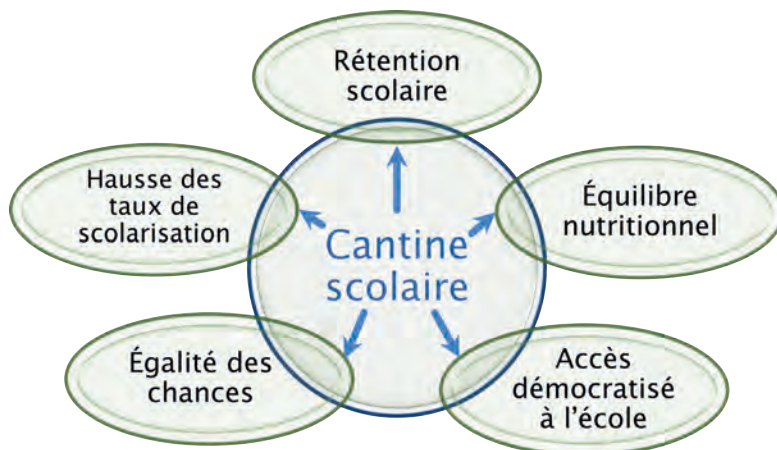 Rétention
scolaire
Hausse des
taux de
scolarisation
Équilibre
nutritionnel
Cantine
scolaire
Égalité des
chances
Accès
démocratisé
à l’école